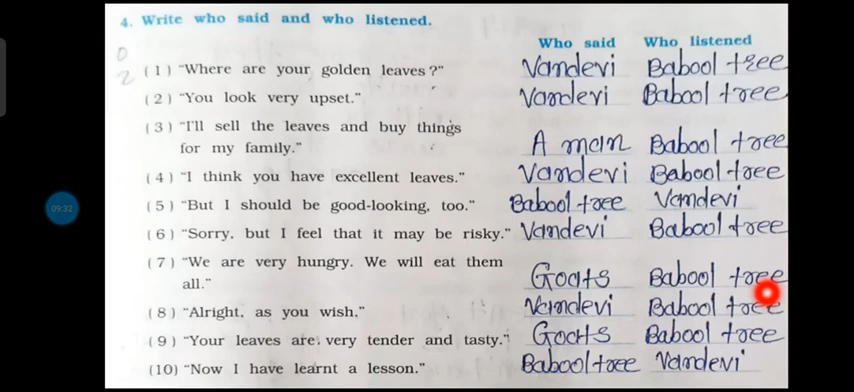 4. Write who said and who listened.
Who said Who listened
(1) "Where are your golden leaves?" Vandevi Babool tree
(2) "You look very upset." Vandevi Babool tree
(3) "I'll sell the leaves and buy things
for my family." A man Babool tree
(4) "I think you have excellent leaves." Vandevi Babool tree
(5) "But I should be good-looking, too." Babool tree Vandevi
(6) "Sorry, but I feel that it may be risky." Vandevi Babool tree
(7) "We are very hungry. We will eat them
all." Goats Babool tree
(8) "Alright, as you wish." Vandevi Babool tree
(9) "Your leaves are very tender and tasty." Goats Babool tree
(10) "Now I have learnt a lesson." Babool tree Vandevi
09:32